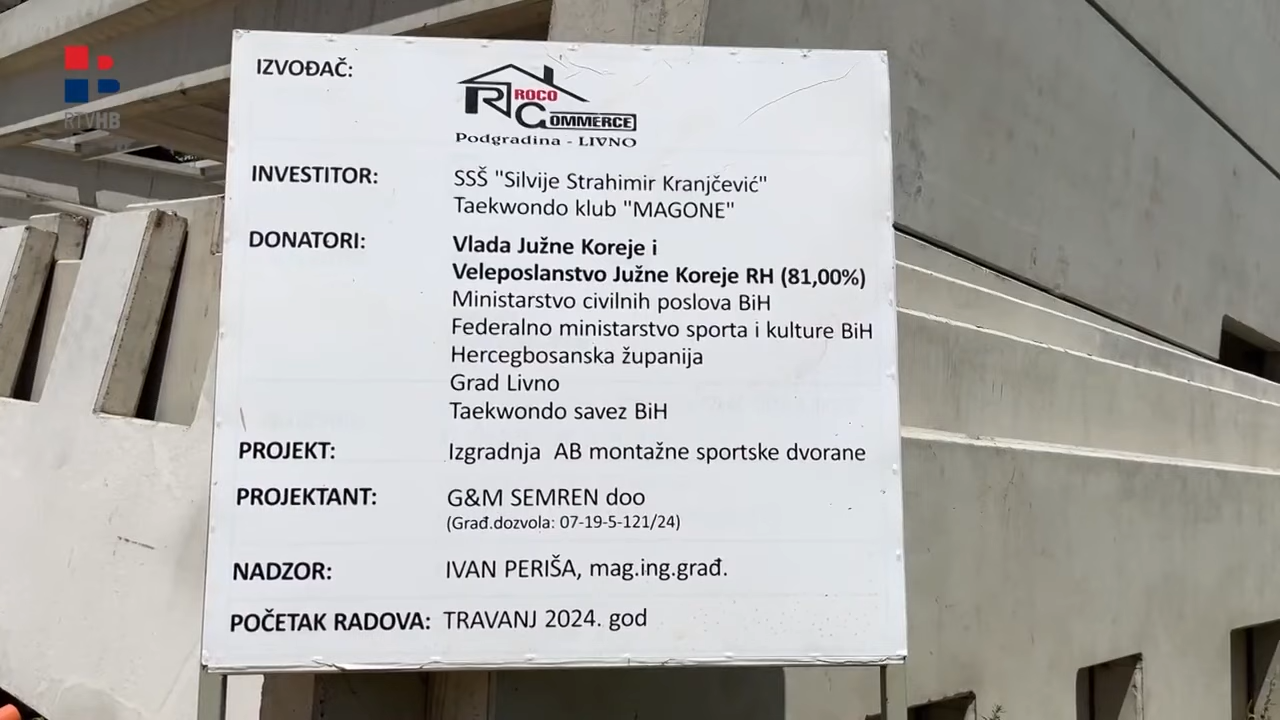 RTVHB
IZVOĐAČ:
ROCO
COMMERCE
Podgradina - LIVNO
INVESTITOR:
SSŠ "Silvije Strahimir Kranjčević"
Taekwondo klub "MAGONE"
DONATORI:
Vlada Južne Koreje i
Veleposlanstvo Južne Koreje RH (81,00%)
Ministarstvo civilnih poslova BiH
Federalno ministarstvo sporta i kulture BiH
Hercegbosanska županija
Grad Livno
Taekwondo savez BiH
PROJEKT: Izgradnja AB montažne sportske dvorane
PROJEKTANT: G&M SEMREN doo
(Građ.dozvola: 07-19-5-121/24)
NADZOR: IVAN PERIŠA, mag.ing.građ.
POČETAK RADOVA: TRAVANJ 2024. god